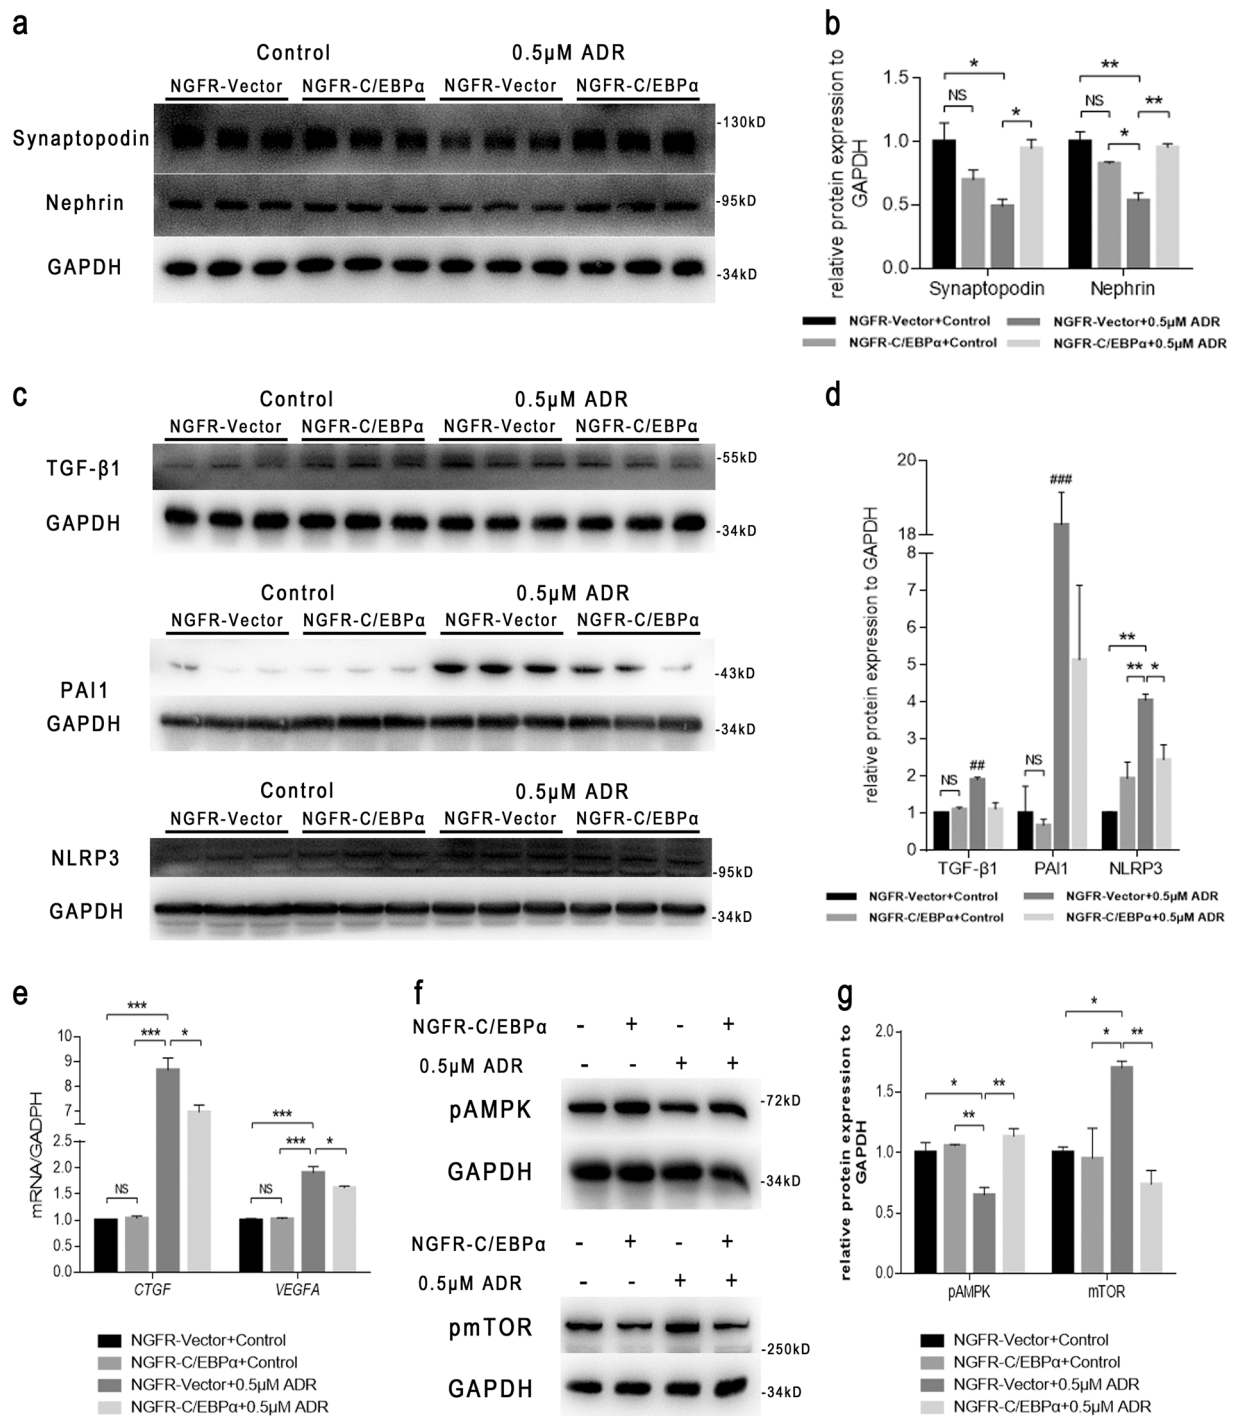 a
Control
0.5μM ADR
NGFR-Vector
NGFR-C/EBPα
NGFR-Vector
NGFR-C/EBPα
Synaptopodin
-130kD
Nephrin
-95kD
GAPDH
-34kD
b
relative protein expression to
GAPDH
1.5
1.0
0.5
0.0
*
NS
*
**
NS
**
*
Synaptopodin
Nephrin
NGFR-Vector+Control
NGFR-Vector+0.5μM ADR
NGFR-C/EBPα+Control
NGFR-C/EBPα+0.5μM ADR
c
Control
0.5μM ADR
NGFR-Vector
NGFR-C/EBPα
NGFR-Vector
NGFR-C/EBPα
TGF-β1
-55kD
GAPDH
-34kD
Control
0.5μM ADR
NGFR-Vector
NGFR-C/EBPα
NGFR-Vector
NGFR-C/EBPα
PAI1
-43kD
GAPDH
-34kD
Control
0.5μM ADR
NGFR-Vector
NGFR-C/EBPα
NGFR-Vector
NGFR-C/EBPα
NLRP3
-95kD
GAPDH
-34kD
d
relative protein expression to GAPDH
20
18
8
7
6
5
4
3
2
1
0
NS
##
NS
###
**
**
*
TGF-β1
PAI1
NLRP3
NGFR-Vector+Control
NGFR-Vector+0.5μM ADR
NGFR-C/EBPα+Control
NGFR-C/EBPα+0.5μM ADR
e
mRNA/GADPH
10
9
8
7
2.5
2.0
1.5
1.0
0.5
0.0
***
***
*
NS
***
***
*
NS
CTGF
VEGFA
NGFR-Vector+Control
NGFR-C/EBPα+Control
NGFR-Vector+0.5μM ADR
NGFR-C/EBPα+0.5μM ADR
f
NGFR-C/EBPα - + - +
0.5μM ADR - - + +
pAMPK
-72kD
GAPDH
-34kD
NGFR-C/EBPα - + - +
0.5μM ADR - - + +
pmTOR
-250kD
GAPDH
-34kD
g
relative protein expression to
GAPDH
2.0
1.5
1.0
0.5
0.0
*
**
**
*
*
**
pAMPK
mTOR
NGFR-Vector+Control
NGFR-C/EBPα+Control
NGFR-Vector+0.5μM ADR
NGFR-C/EBPα+0.5μM ADR